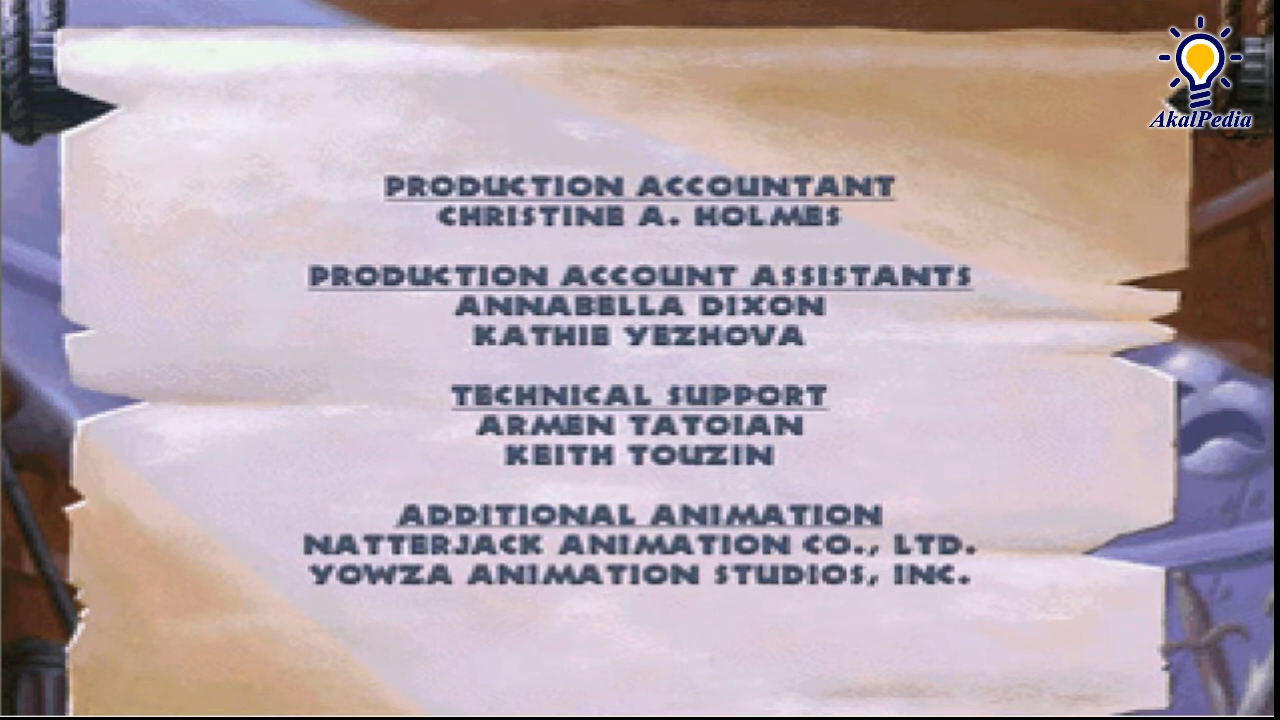 AkalPedia
PRODUCTION ACCOUNTANT
CHRISTINE A. HOLMES
PRODUCTION ACCOUNT ASSISTANTS
ANNABELLA DIXON
KATHIE YEZHOVA
TECHNICAL SUPPORT
ARMEN TATOIAN
KEITH TOUZIN
ADDITIONAL ANIMATION
NATTERJACK ANIMATION CO., LTD.
YOWZA ANIMATION STUDIOS, INC.